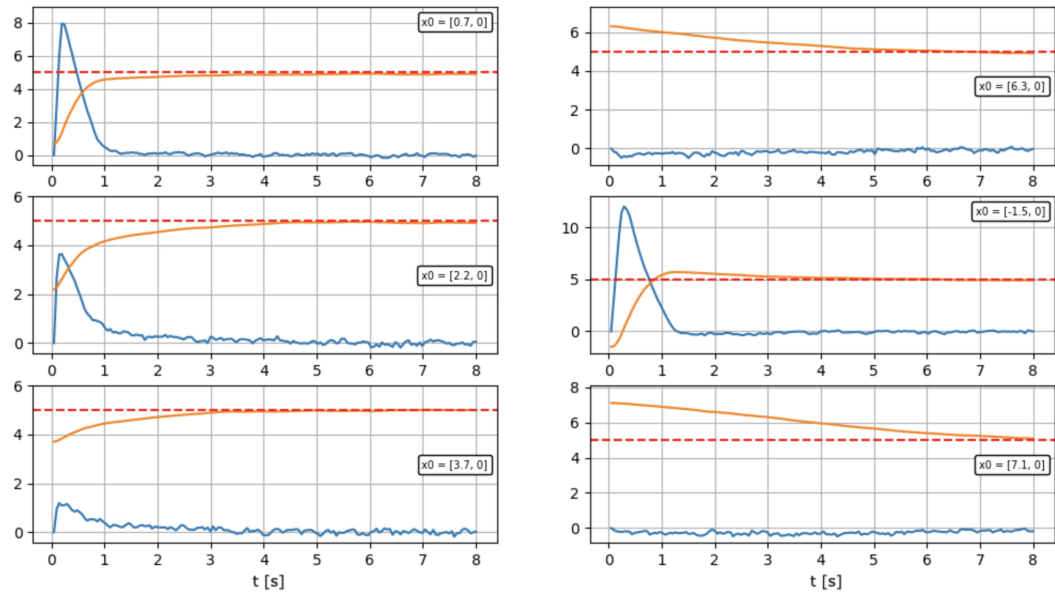 8
6
4
2
0
x0 = [0.7, 0]
0 1 2 3 4 5 6 7 8
6
4
2
0
x0 = [2.2, 0]
0 1 2 3 4 5 6 7 8
6
4
2
0
x0 = [3.7, 0]
0 1 2 3 4 5 6 7 8
t [s]
6
4
2
0
x0 = [6.3, 0]
0 1 2 3 4 5 6 7 8
10
5
0
x0 = [-1.5, 0]
0 1 2 3 4 5 6 7 8
8
6
4
2
0
x0 = [7.1, 0]
0 1 2 3 4 5 6 7 8
t [s]